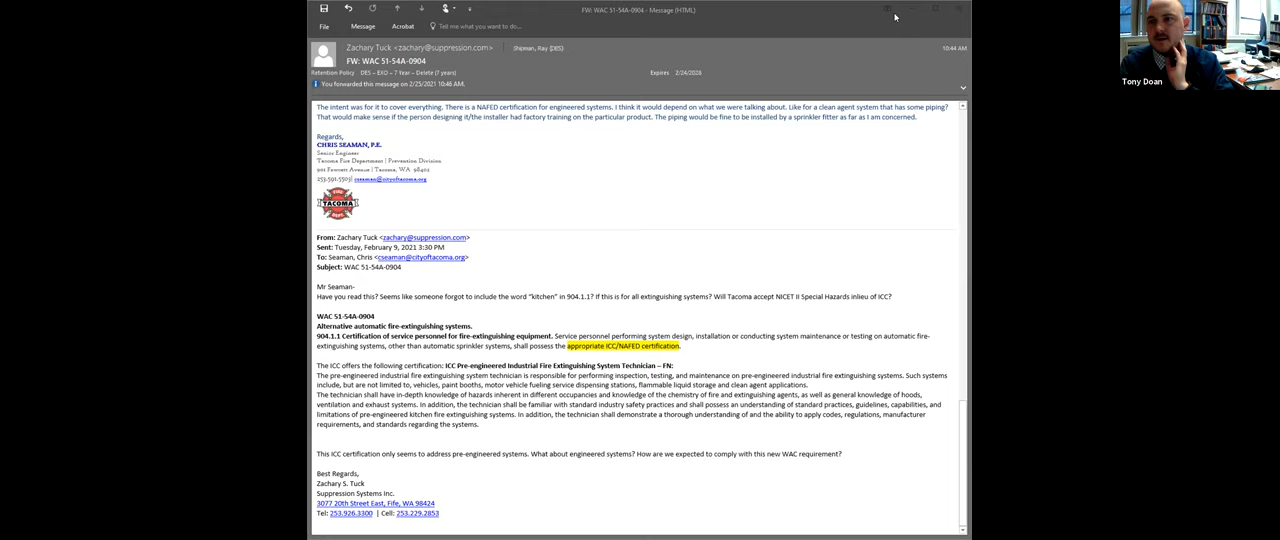 FW: WAC 51-54A-0904 - Message (HTML)
File Message Acrobat Tell me what you want to do...
Zachary Tuck <zachary@suppression.com> Shipman, Ray (DES) 10:44 AM
FW: WAC 51-54A-0904
Retention Policy DES – EXO – 7 Year – Delete (7 years) Expires 2/24/2028
You forwarded this message on 2/25/2021 10:46 AM.
The intent was for it to cover everything. There is a NAFED certification for engineered systems. I think it would depend on what we were talking about. Like for a clean agent system that has some piping?
That would make sense if the person designing it/the installer had factory training on the particular product. The piping would be fine to be installed by a sprinkler fitter as far as I am concerned.
Regards,
CHRIS SEAMAN, P.E.
Senior Engineer
Tacoma Fire Department | Prevention Division
901 Fawcett Avenue | Tacoma, WA 98402
253-591-5503| cseaman@cityoftacoma.org
FIRE
TACOMA
DEPT.
From: Zachary Tuck <zachary@suppression.com>
Sent: Tuesday, February 9, 2021 3:30 PM
To: Seaman, Chris <cseaman@cityoftacoma.org>
Subject: WAC 51-54A-0904
Mr Seaman-
Have you read this? Seems like someone forgot to include the word "kitchen" in 904.1.1? If this is for all extinguishing systems? Will Tacoma accept NICET II Special Hazards inlieu of ICC?
WAC 51-54A-0904
Alternative automatic fire-extinguishing systems.
904.1.1 Certification of service personnel for fire-extinguishing equipment. Service personnel performing system design, installation or conducting system maintenance or testing on automatic fire-
extinguishing systems, other than automatic sprinkler systems, shall possess the appropriate ICC/NAFED certification.
The ICC offers the following certification: ICC Pre-engineered Industrial Fire Extinguishing System Technician – FN:
The pre-engineered industrial fire extinguishing system technician is responsible for performing inspection, testing, and maintenance on pre-engineered industrial fire extinguishing systems. Such systems
include, but are not limited to, vehicles, paint booths, motor vehicle fueling service dispensing stations, flammable liquid storage and clean agent applications.
The technician shall have in-depth knowledge of hazards inherent in different occupancies and knowledge of the chemistry of fire and extinguishing agents, as well as general knowledge of hoods,
ventilation and exhaust systems. In addition, the technician shall be familiar with standard industry safety practices and shall possess an understanding of standard practices, guidelines, capabilities, and
limitations of pre-engineered kitchen fire extinguishing systems. In addition, the technician shall demonstrate a thorough understanding of and the ability to apply codes, regulations, manufacturer
requirements, and standards regarding the systems.
This ICC certification only seems to address pre-engineered systems. What about engineered systems? How are we expected to comply with this new WAC requirement?
Best Regards,
Zachary S. Tuck
Suppression Systems Inc.
3077 20th Street East, Fife, WA 98424
Tel: 253.926.3300 | Cell: 253.229.2853
Tony Doan